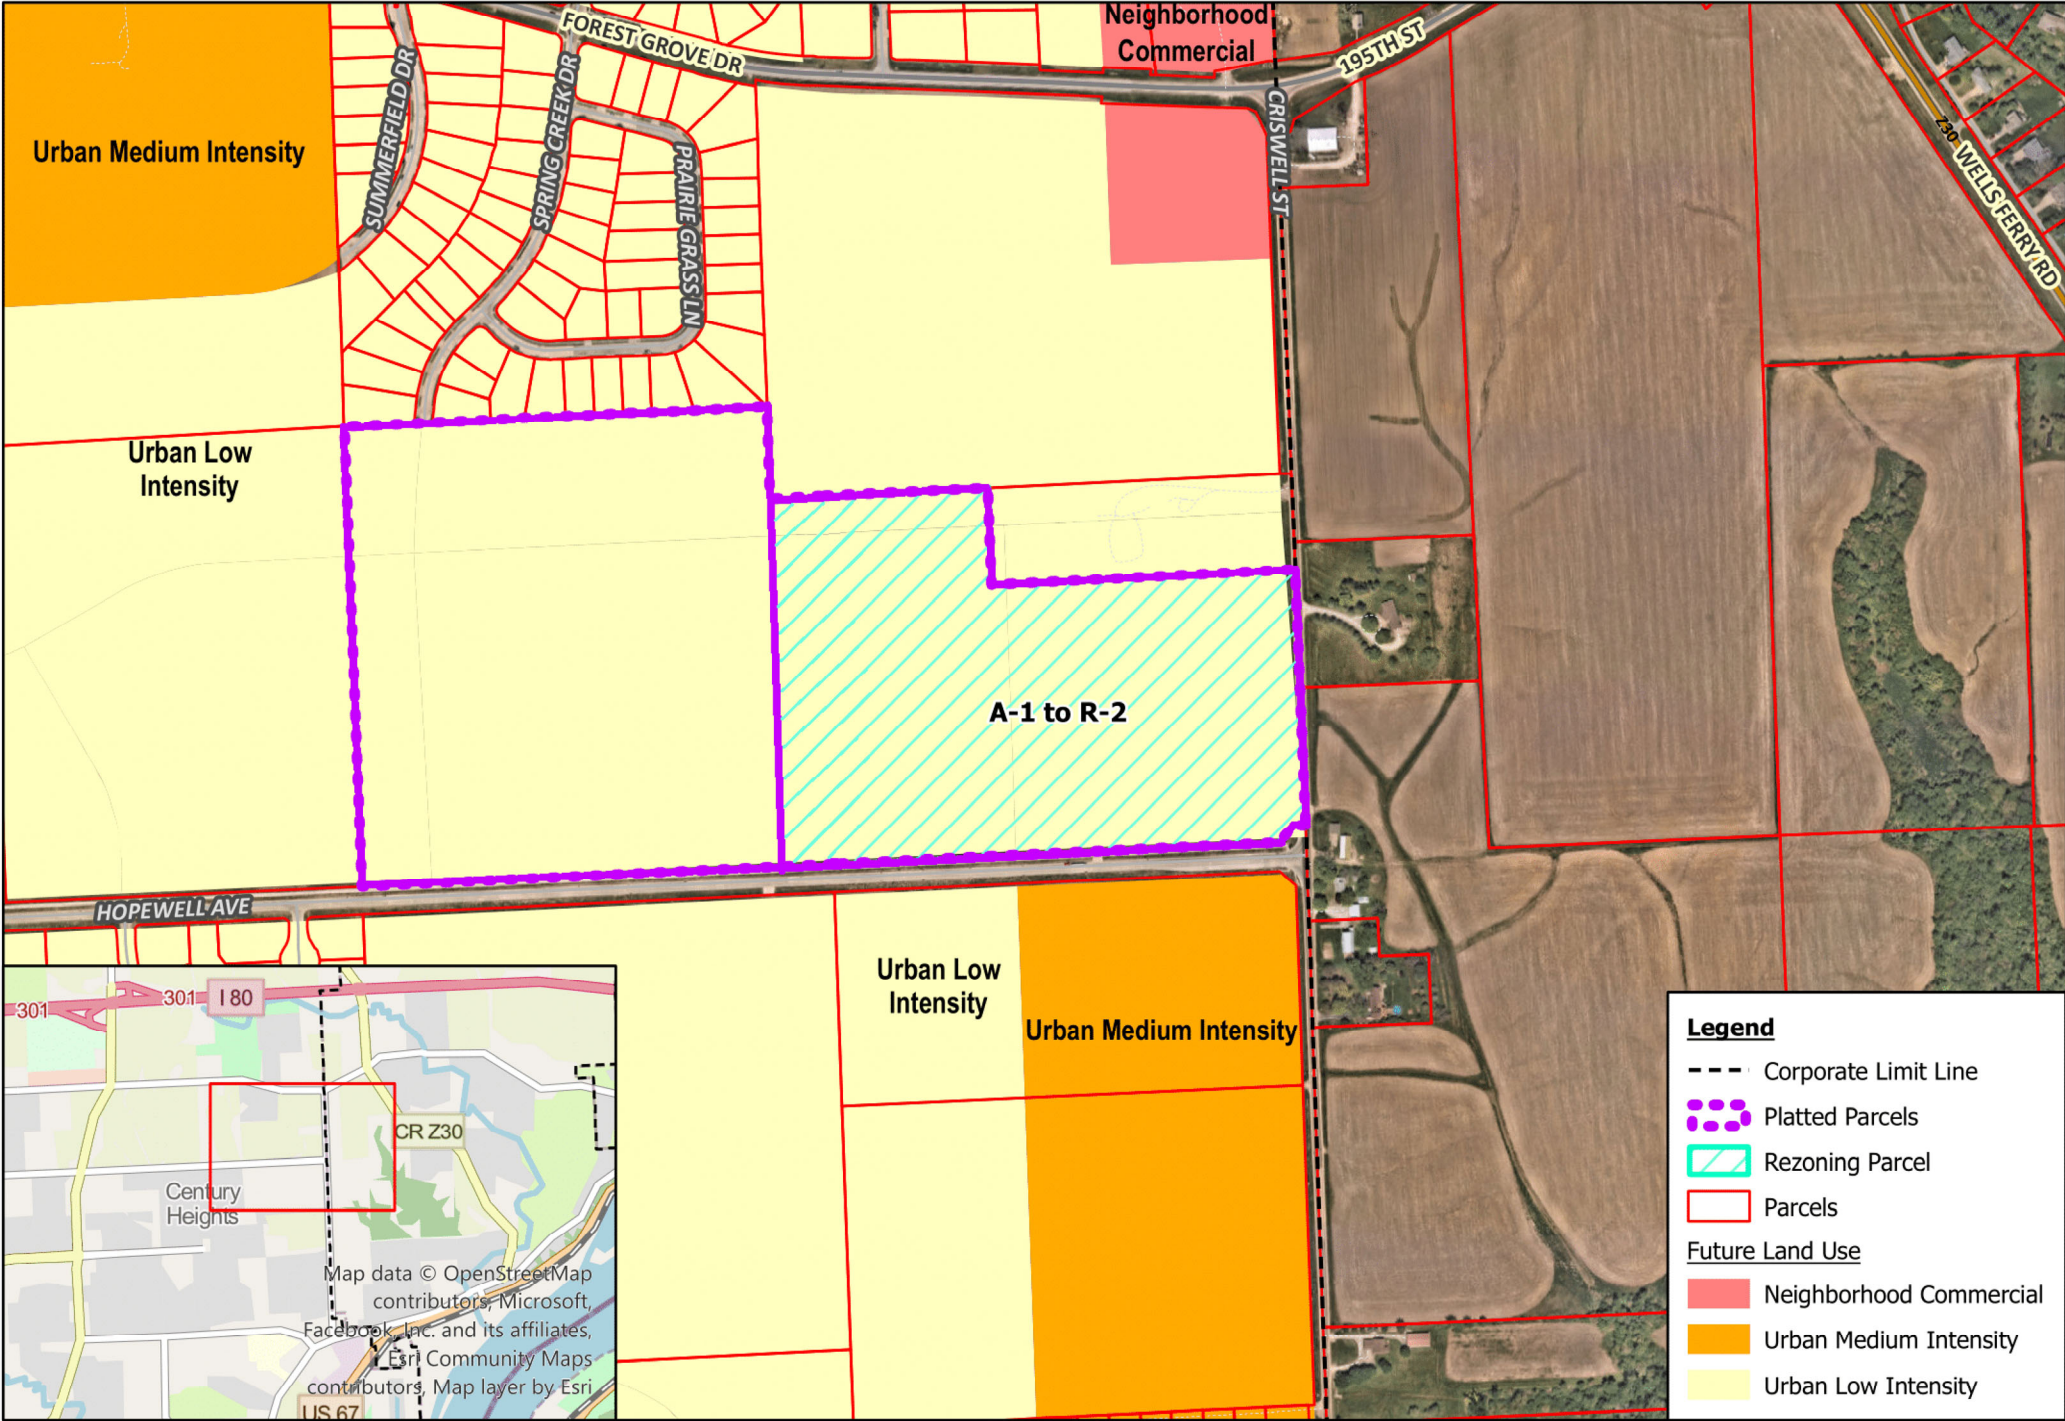 Neighborhood
Commercial
FOREST GROVE DR
195TH ST
SUMMERFIELD DR
SPRING CREEK DR
PRAIRIE GRASS LN
CRISWELL ST
Z30
WELLS FERRY RD
Urban Medium Intensity
Urban Low
Intensity
A-1 to R-2
HOPEWELL AVE
Urban Low
Intensity
Urban Medium Intensity
301
301
I 80
CR Z30
Century
Heights
US 67
Map data © OpenStreetMap
contributors, Microsoft,
Facebook, Inc. and its affiliates,
Esri Community Maps
contributors, Map layer by Esri
Legend
Corporate Limit Line
Platted Parcels
Rezoning Parcel
Parcels
Future Land Use
Neighborhood Commercial
Urban Medium Intensity
Urban Low Intensity